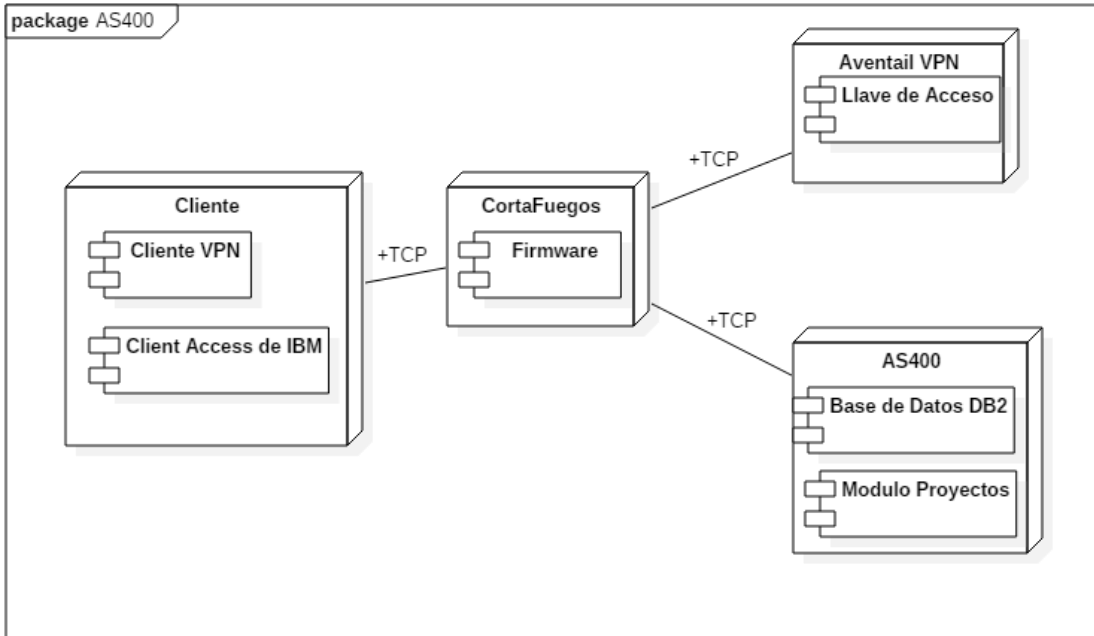 package AS400
Aventail VPN
Llave de Acceso
+TCP
Cliente
Cliente VPN
Client Access de IBM
+TCP
CortaFuegos
Firmware
+TCP
AS400
Base de Datos DB2
Modulo Proyectos